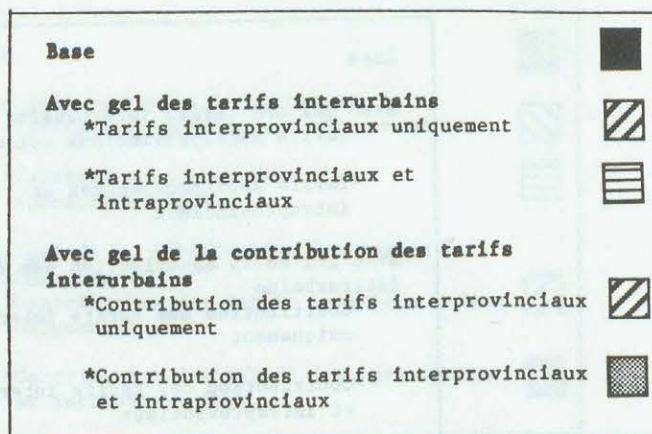 Base
Avec gel des tarifs interurbains
*Tarifs interprovinciaux uniquement
*Tarifs interprovinciaux et
intraprovinciaux
Avec gel de la contribution des tarifs
interurbains
*Contribution des tarifs interprovinciaux
uniquement
*Contributions des tarifs interprovinciaux
et intraprovinciaux